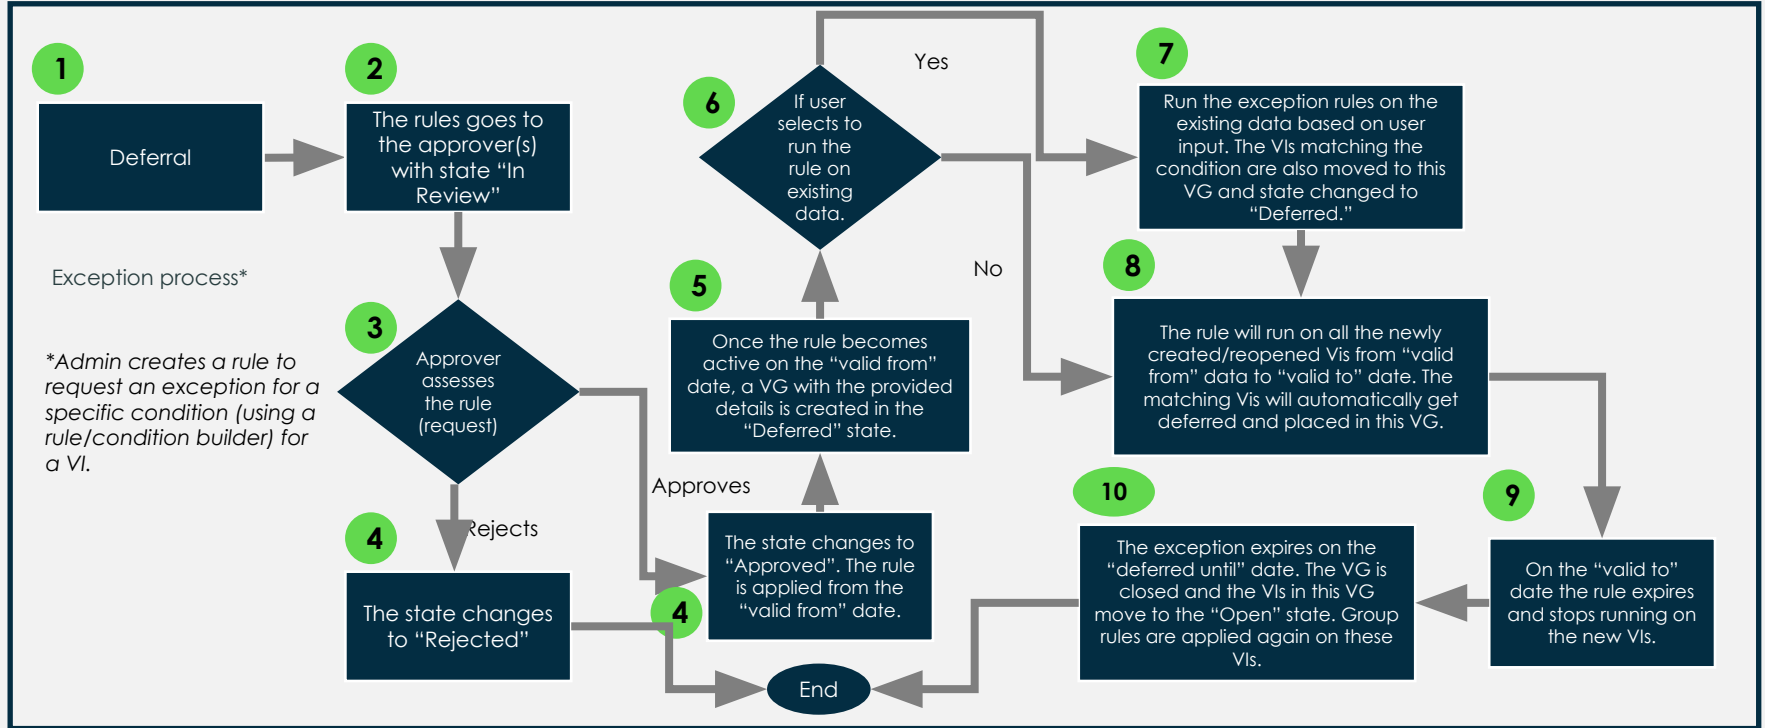 1
Deferral
2
The rules goes to
the approver(s)
with state “In
Review”
Exception process*
*Admin creates a rule to
request an exception for a
specific condition (using a
rule/condition builder) for
a VI.
3
Approver
assesses
the rule
(request)
Rejects
Approves
4
The state changes
to “Rejected”
4
The state changes to
“Approved”. The rule
is applied from the
“valid from” date.
5
Once the rule becomes
active on the “valid from”
date, a VG with the provided
details is created in the
“Deferred” state.
6
If user
selects to
run the
rule on
existing
data.
Yes
No
7
Run the exception rules on the
existing data based on user
input. The VIs matching the
condition are also moved to this
VG and state changed to
“Deferred.”
8
The rule will run on all the newly
created/reopened Vis from “valid
from” data to “valid to” date. The
matching Vis will automatically get
deferred and placed in this VG.
9
On the “valid to”
date the rule expires
and stops running on
the new VIs.
10
The exception expires on the
“deferred until” date. The VG is
closed and the VIs in this VG
move to the “Open” state. Group
rules are applied again on these
VIs.
End